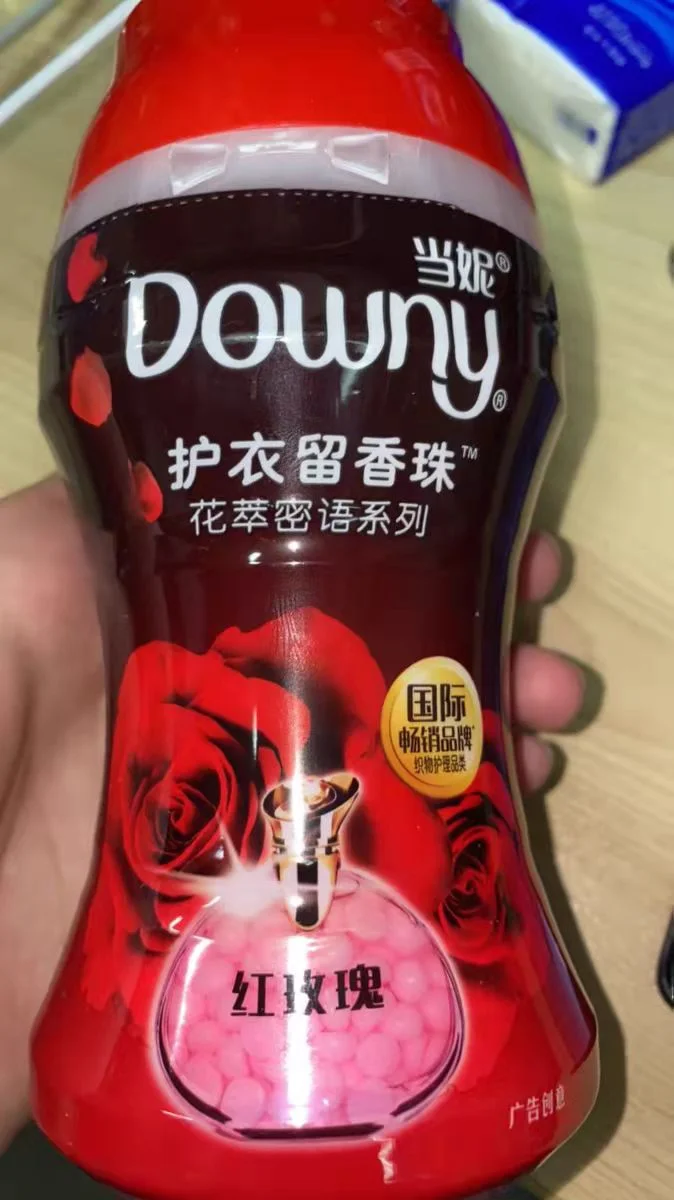 当妮®
Downy®
护衣留香珠™
花萃密语系列
国际
畅销品牌*
织物护理品类
红玫瑰
广告创意